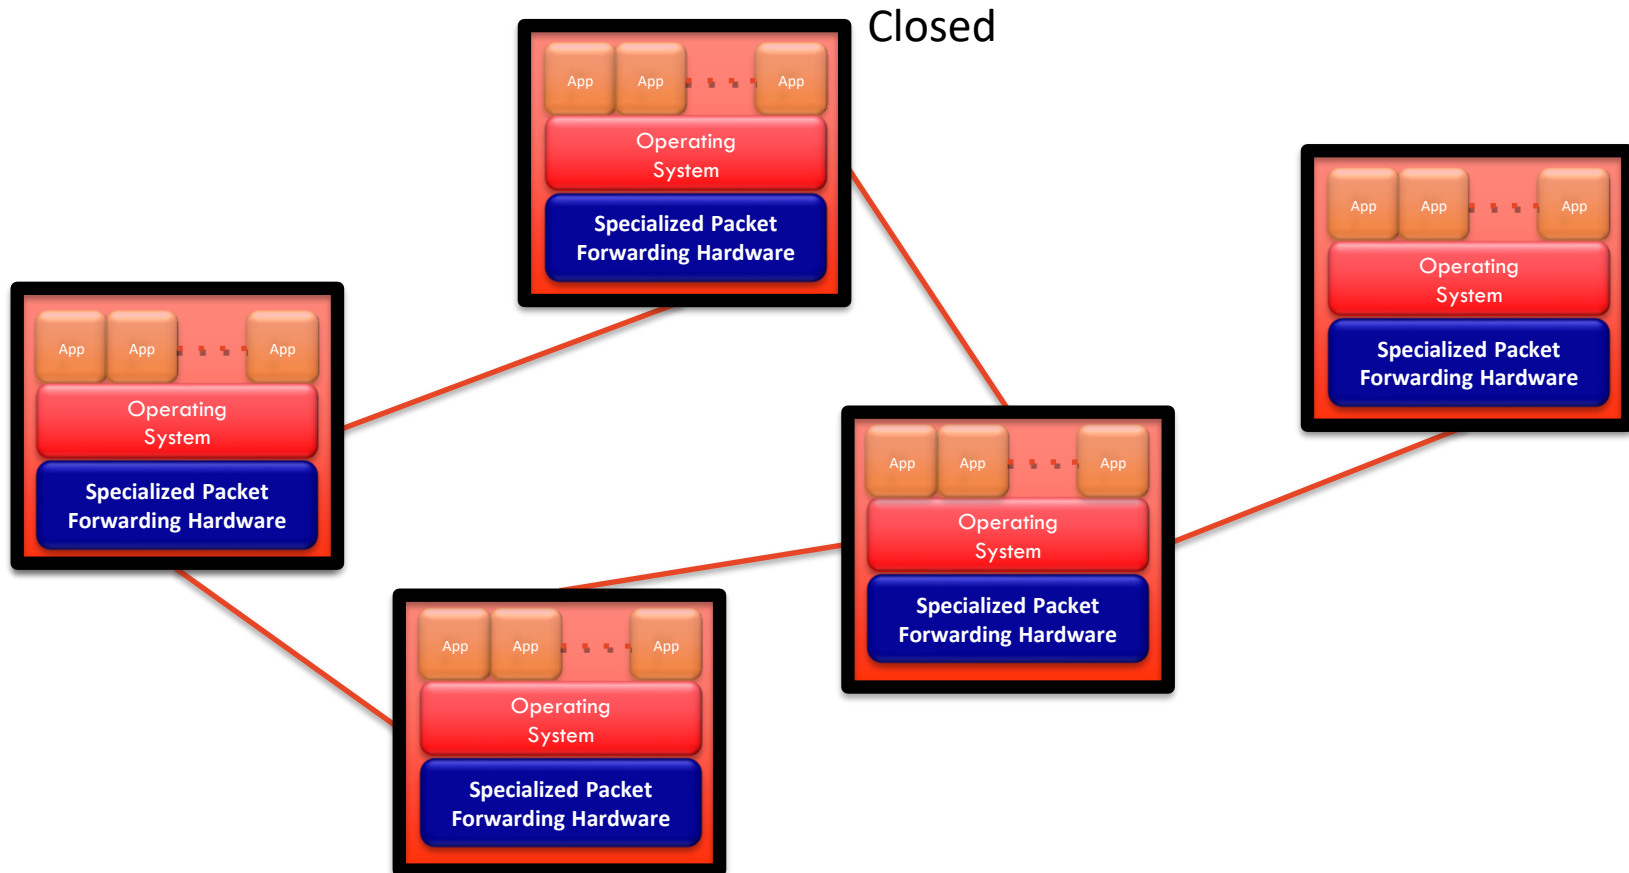 Closed
App App App
Operating
System
Specialized Packet
Forwarding Hardware
App App App
Operating
System
Specialized Packet
Forwarding Hardware
App App App
Operating
System
Specialized Packet
Forwarding Hardware
App App App
Operating
System
Specialized Packet
Forwarding Hardware
App App App
Operating
System
Specialized Packet
Forwarding Hardware